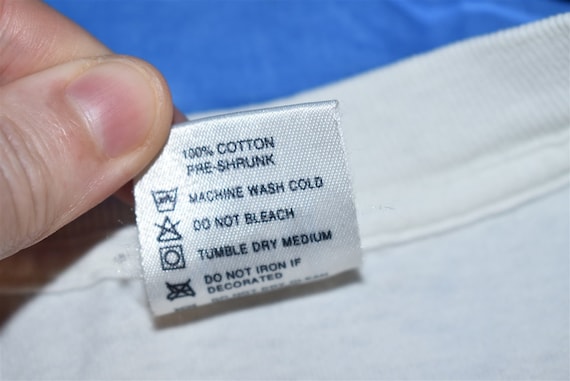 100% COTTON
PRE-SHRUNK
MACHINE WASH COLD
DO NOT BLEACH
TUMBLE DRY MEDIUM
DO NOT IRON IF
DECORATED